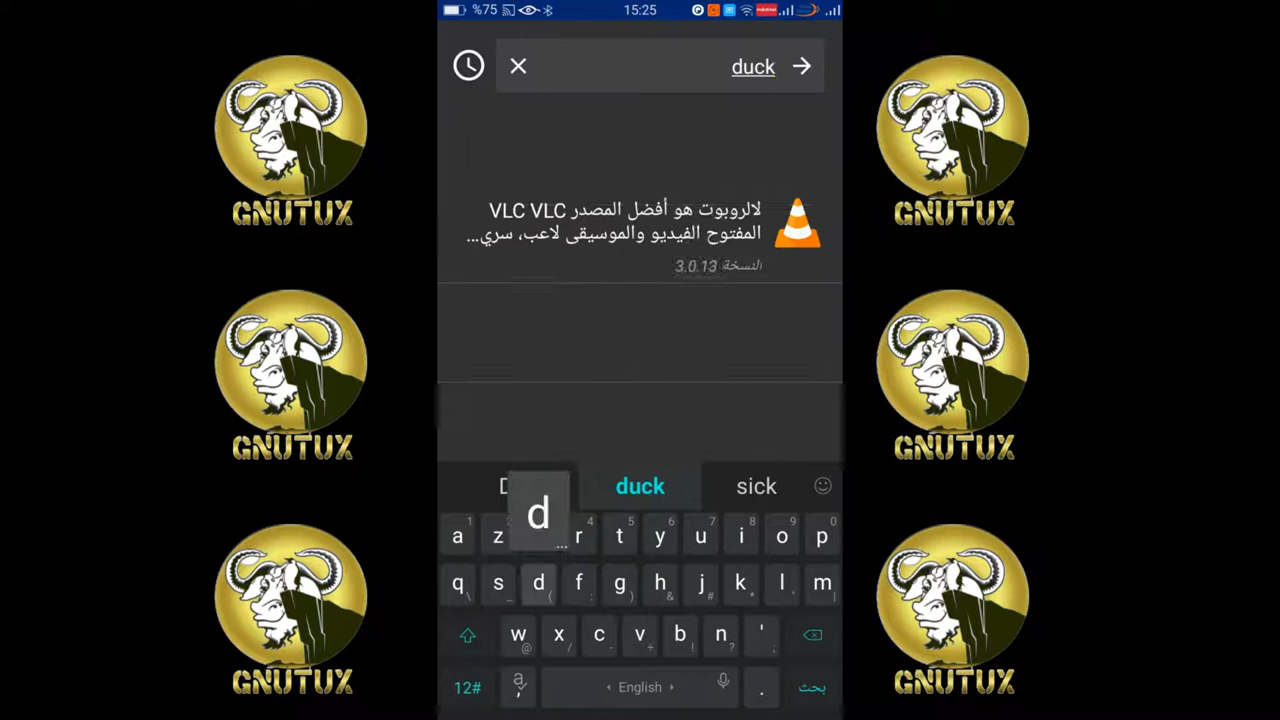 %75 15:25
duck
لالروبوت هو أفضل المصدر VLC VLC
المفتوح الفيديو والموسيقى لاعب، سري...
النسخة 3.0.13
duck sick
d
a z r t y u i o p
q s d f g h j k l m
w x c v b n '
12# , English . بحث
GNUTUX
GNUTUX
GNUTUX
GNUTUX
GNUTUX
GNUTUX